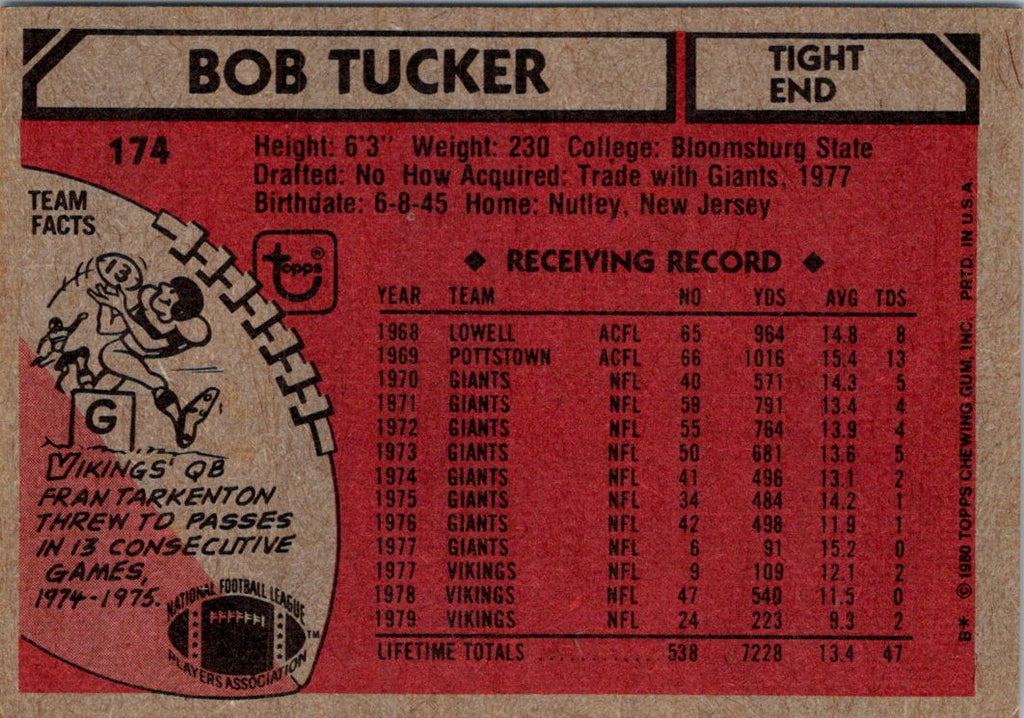 BOB TUCKER
TIGHT
END
174
Height: 6'3" Weight: 230 College: Bloomsburg State
Drafted: No How Acquired: Trade with Giants, 1977
Birthdate: 6-8-45 Home: Nutley, New Jersey
TEAM
FACTS
13
G
VIKINGS' QB
FRAN TARKENTON
THREW TD PASSES
IN 13 CONSECUTIVE
GAMES,
1974-1975.
NATIONAL FOOTBALL LEAGUE
PLAYERS ASSOCIATION
TM
topps®
◆ RECEIVING RECORD ◆
YEAR TEAM NO YDS AVG TDS
1968 LOWELL ACFL 65 964 14.8 8
1969 POTTSTOWN ACFL 66 1016 15.4 13
1970 GIANTS NFL 40 571 14.3 5
1971 GIANTS NFL 59 791 13.4 4
1972 GIANTS NFL 55 764 13.9 4
1973 GIANTS NFL 50 681 13.6 5
1974 GIANTS NFL 41 496 13.1 2
1975 GIANTS NFL 34 484 14.2 1
1976 GIANTS NFL 42 498 11.9 1
1977 GIANTS NFL 6 91 15.2 0
1977 VIKINGS NFL 9 109 12.1 2
1978 VIKINGS NFL 47 540 11.5 0
1979 VIKINGS NFL 24 223 9.3 2
LIFETIME TOTALS .......... 538 7228 13.4 47
B* © 1980 TOPPS CHEWING GUM, INC. PRTD. IN U.S.A.